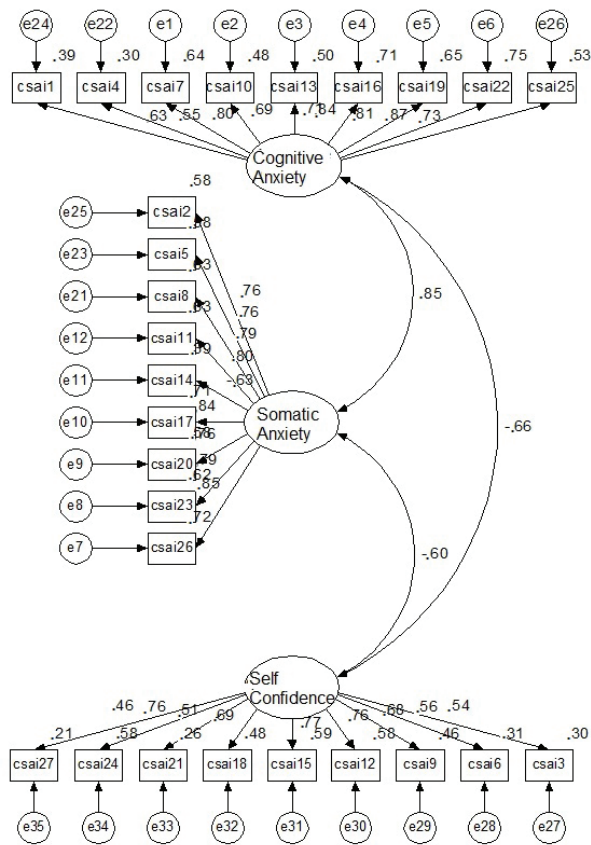 e24 e22 e1 e2 e3 e4 e5 e6 e26
.39 .30 .64 .48 .50 .71 .65 .75 .53
csai1 csai4 csai7 csai10 csai13 csai16 csai19 csai22 csai25
.63 .55 .80 .69 .71 .84 .81 .87 .73
Cognitive
Anxiety
.58
e25 csai2
e23 csai5
e21 csai8
.76
.85
.76
e12 csai11
.79
.80
e11 csai14
-.63
.71
.84
Somatic
Anxiety
e10 csai17
-.66
.76
e9 csai20
.79
.62
.85
e8 csai23
.72
e7 csai26
-.60
Self
Confidence
.46 .76 .51 .69 .77 .76 .68 .56 .54
.21 .58 .26 .48 .59 .58 .46 .31 .30
csai27 csai24 csai21 csai18 csai15 csai12 csai9 csai6 csai3
e35 e34 e33 e32 e31 e30 e29 e28 e27